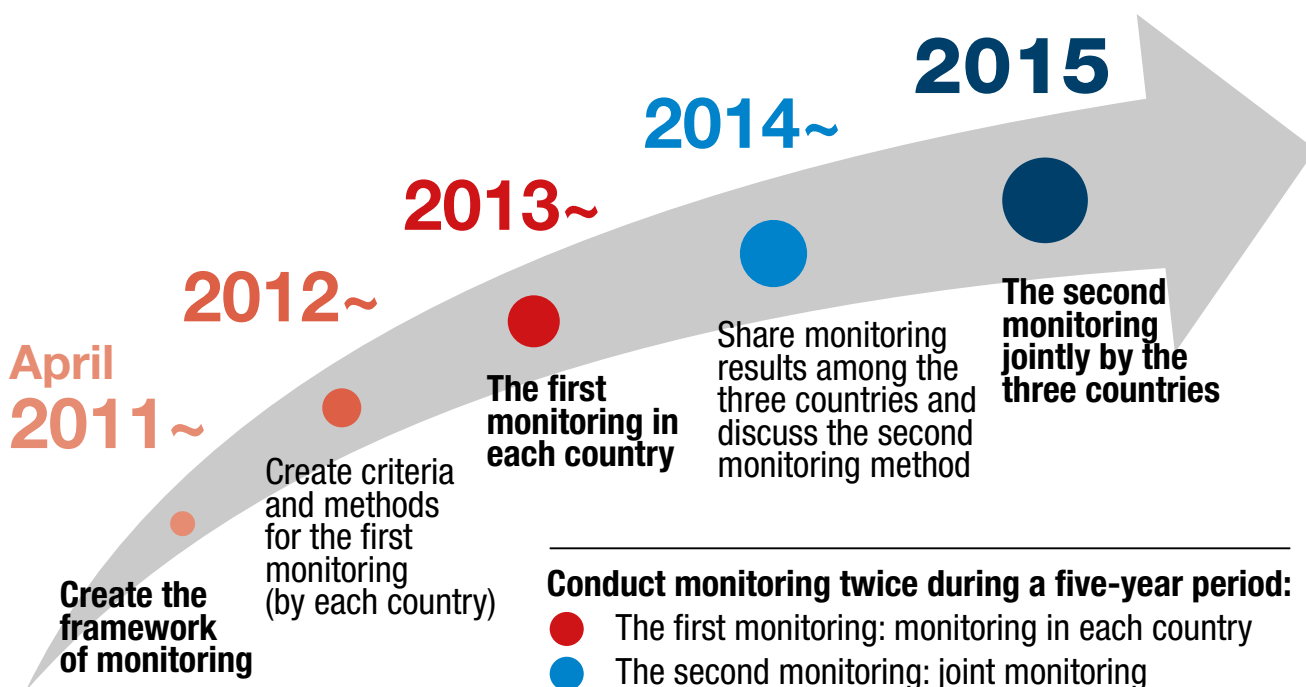 April
2011~
Create the
framework
of monitoring
2012~
Create criteria
and methods
for the first
monitoring
(by each country)
2013~
The first
monitoring in
each country
2014~
Share monitoring
results among the
three countries and
discuss the second
monitoring method
2015
The second
monitoring
jointly by the
three countries
Conduct monitoring twice during a five-year period:
The first monitoring: monitoring in each country
The second monitoring: joint monitoring